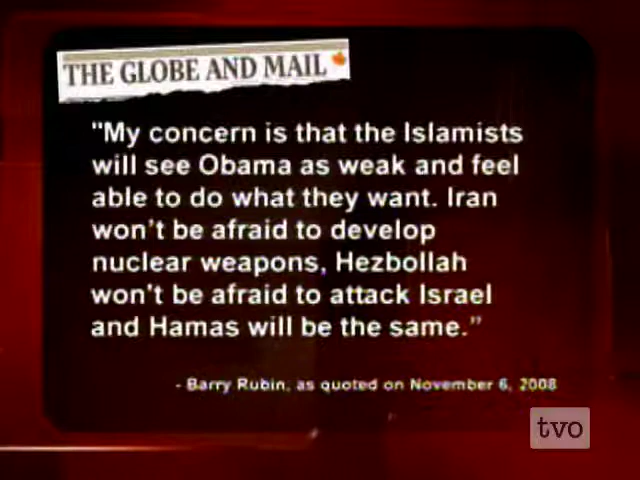 THE GLOBE AND MAIL
"My concern is that the Islamists
will see Obama as weak and feel
able to do what they want. Iran
won't be afraid to develop
nuclear weapons, Hezbollah
won't be afraid to attack Israel
and Hamas will be the same."
- Barry Rubin, as quoted on November 6, 2008
tvo